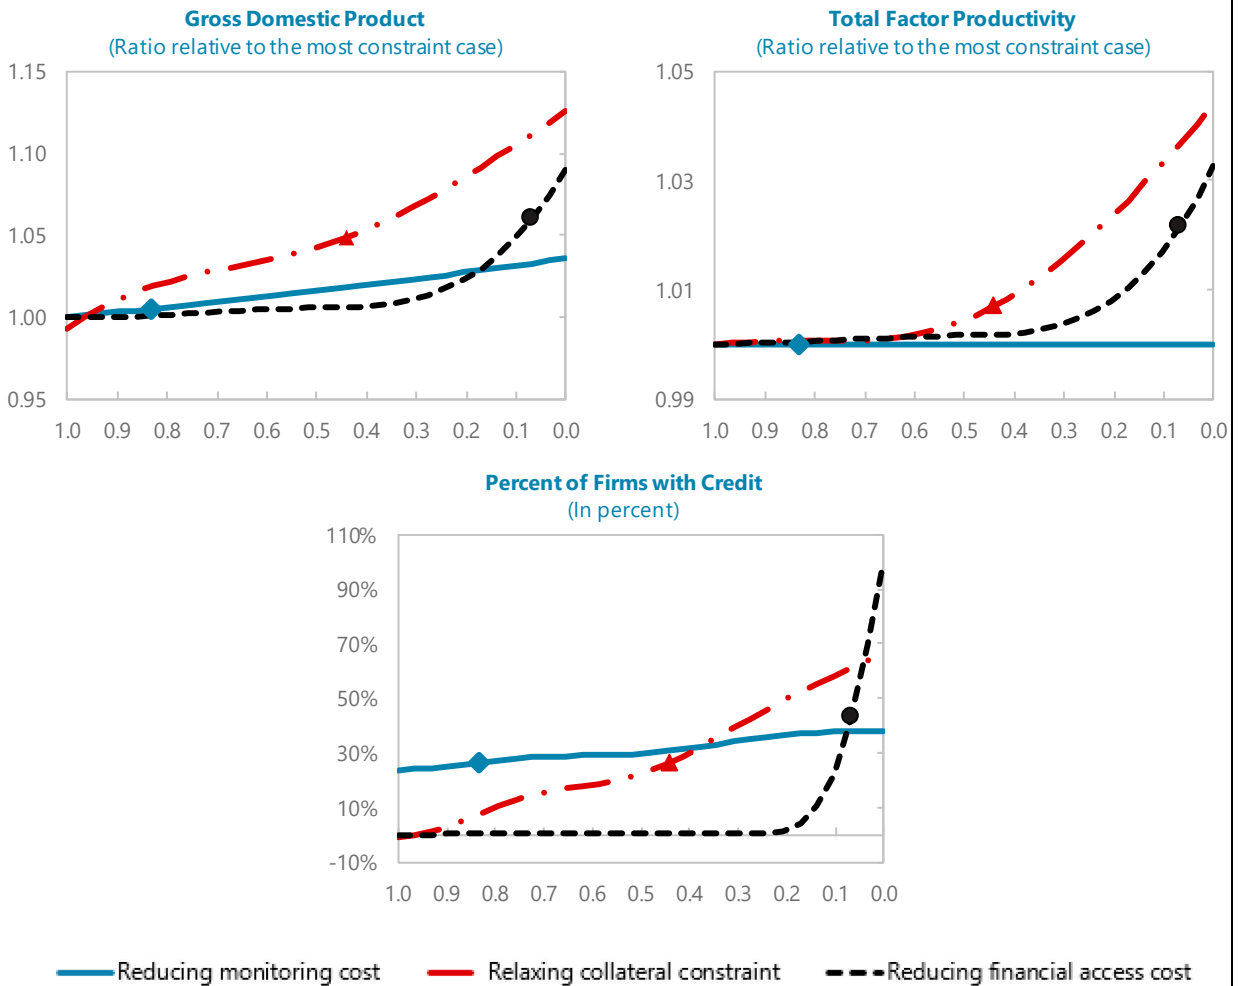 Gross Domestic Product
(Ratio relative to the most constraint case)
1.15
1.10
1.05
1.00
0.95
1.0 0.9 0.8 0.7 0.6 0.5 0.4 0.3 0.2 0.1 0.0
Total Factor Productivity
(Ratio relative to the most constraint case)
1.05
1.03
1.01
0.99
1.0 0.9 0.8 0.7 0.6 0.5 0.4 0.3 0.2 0.1 0.0
Percent of Firms with Credit
(In percent)
110%
90%
70%
50%
30%
10%
-10%
1.0 0.9 0.8 0.7 0.6 0.5 0.4 0.3 0.2 0.1 0.0
Reducing monitoring cost Relaxing collateral constraint Reducing financial access cost